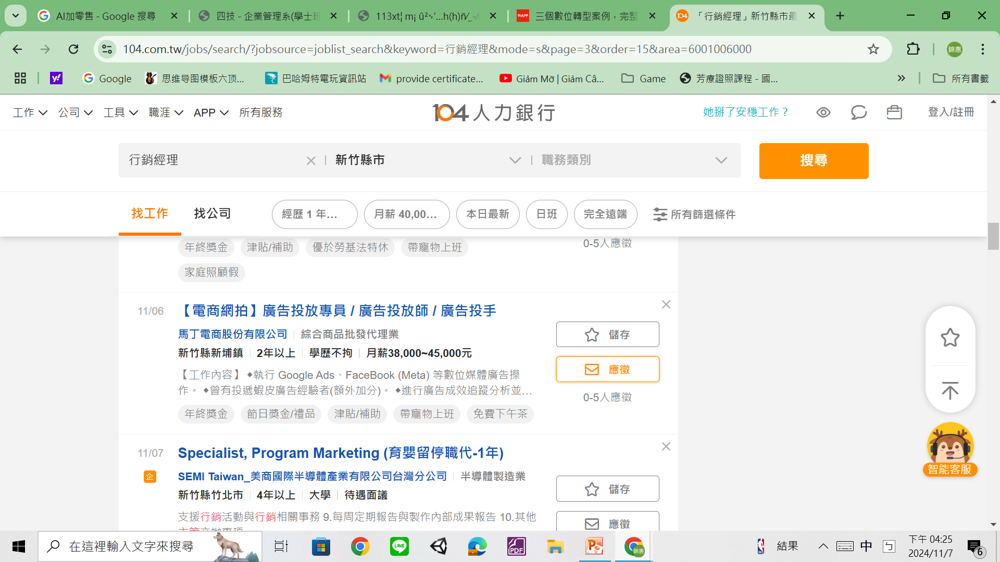 AI加零售 - Google 搜尋
四技 - 企業管理系(學士班
三個數位轉型案例，完整
「行銷經理」新竹縣市最
104.com.tw/jobs/search/?jobsource=joblist_search&keyword=行銷經理&mode=s&page=3&order=15&area=6001006000
錦惠
Google
思维导图模板六顶...
巴哈姆特電玩資訊站
provide certificate...
Giảm Mỡ | Giảm Câ...
Game
芳療證照課程 - 國...
所有書籤
工作
公司
工具
職涯
APP
所有服務
104 人力銀行
她掰了安穩工作？
登入/註冊
行銷經理
新竹縣市
職務類別
搜尋
找工作
找公司
經歷 1 年...
月薪 40,00...
本日最新
日班
完全遠端
所有篩選條件
年終獎金
津貼/補助
優於勞基法特休
帶寵物上班
0-5人應徵
家庭照顧假
11/06
【電商網拍】廣告投放專員 / 廣告投放師 / 廣告投手
馬丁電商股份有限公司
綜合商品批發代理業
儲存
新竹縣新埔鎮
2年以上
學歷不拘
月薪38,000~45,000元
應徵
【工作內容】 ◆執行 Google Ads、FaceBook (Meta) 等數位媒體廣告操
作。 ◆曾有投遞蝦皮廣告經驗者(額外加分)。 ◆進行廣告成效追蹤分析並...
0-5人應徵
年終獎金
節日獎金/禮品
津貼/補助
帶寵物上班
免費下午茶
11/07
Specialist, Program Marketing (育嬰留停職代-1年)
企
SEMI Taiwan_美商國際半導體產業有限公司台灣分公司
半導體製造業
儲存
新竹縣竹北市
4年以上
大學
待遇面議
支援行銷活動與行銷相關事務 9.每周定期報告與製作內部成果報告 10.其他
應徵
智能客服
在這裡輸入文字來搜尋
結果
中
ㄅ
下午 04:25
2024/11/7
6